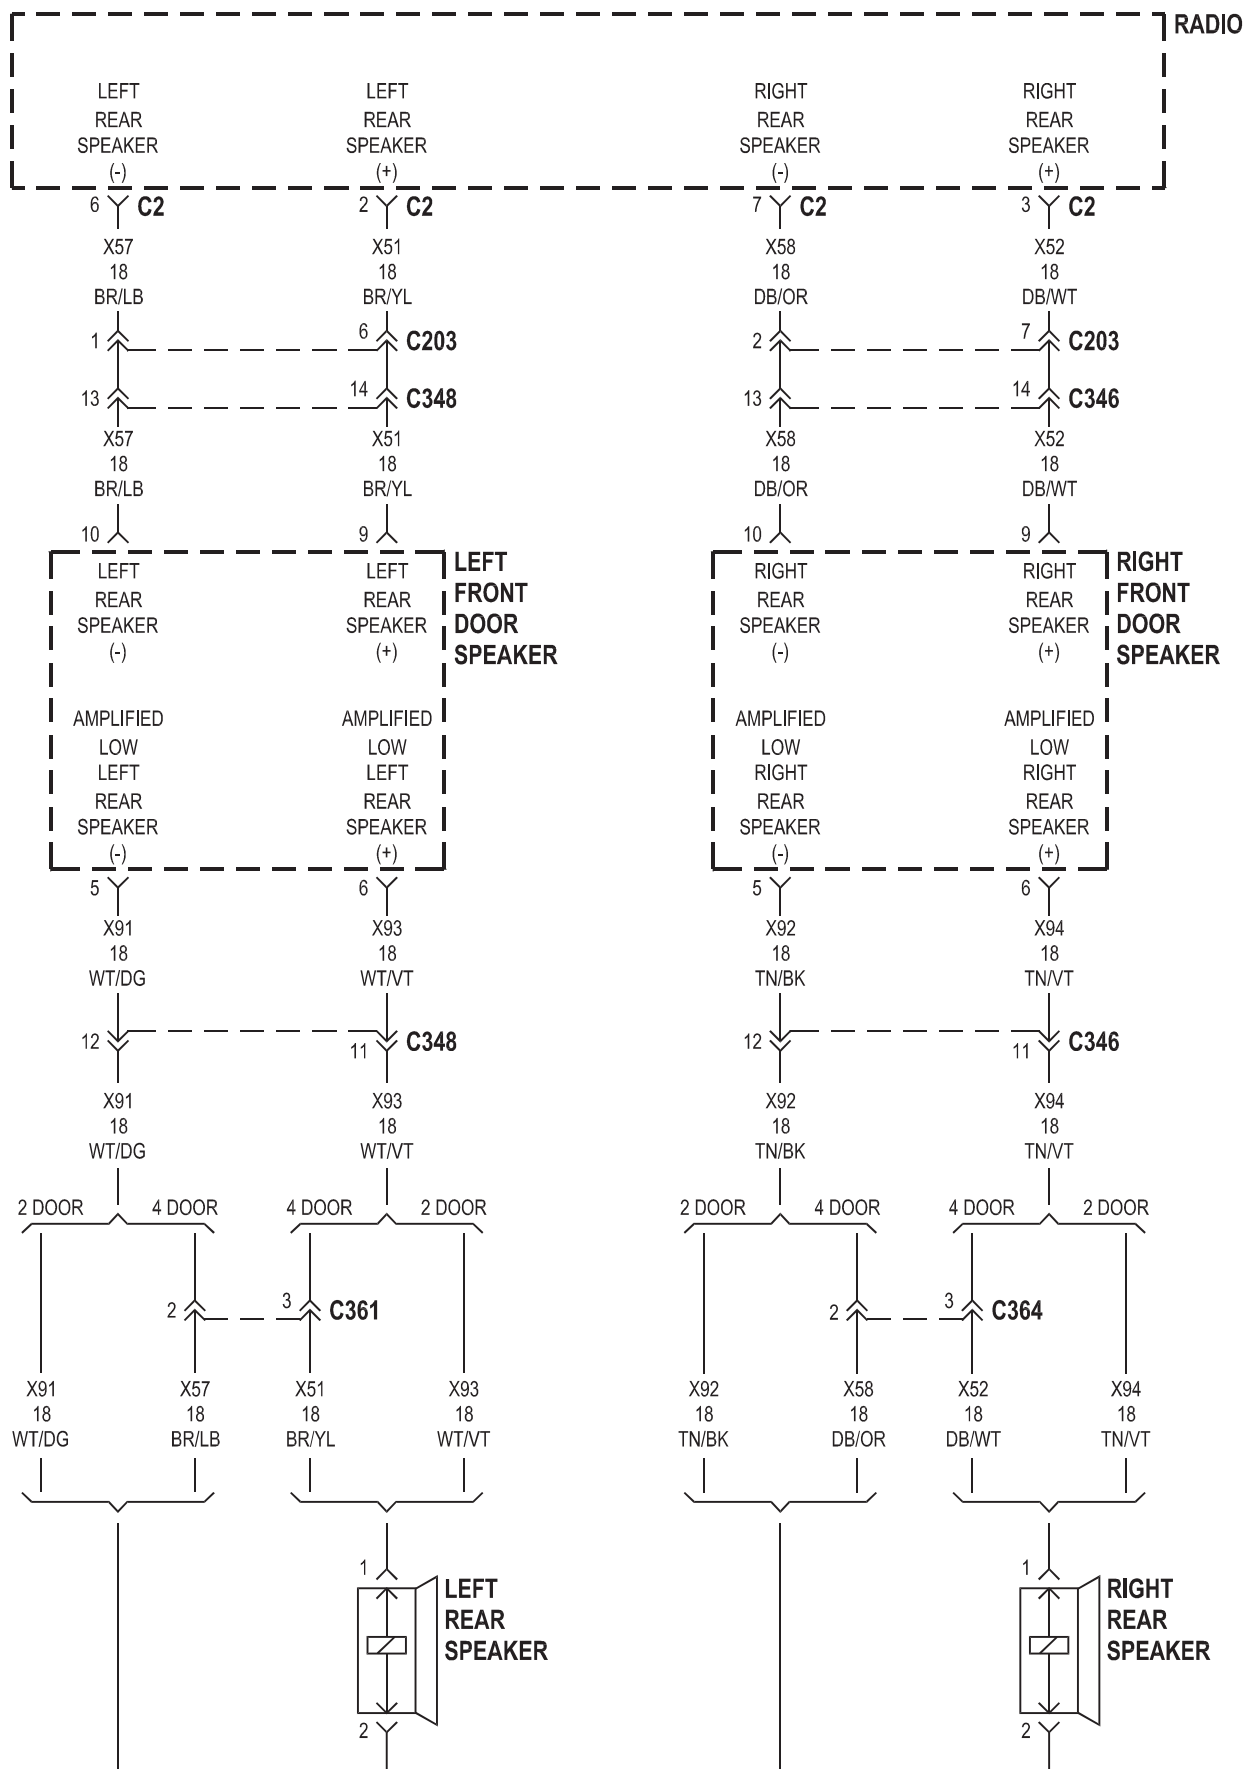 RADIO
LEFT LEFT RIGHT RIGHT
REAR REAR REAR REAR
SPEAKER SPEAKER SPEAKER SPEAKER
(-) (+) (-) (+)
6 C2 2 C2 7 C2 3 C2
X57 X51 X58 X52
18 18 18 18
BR/LB BR/YL DB/OR DB/WT
1 6 C203 2 7 C203
13 14 C348 13 14 C346
X57 X51 X58 X52
18 18 18 18
BR/LB BR/YL DB/OR DB/WT
10 9 10 9
LEFT
FRONT
DOOR
SPEAKER
RIGHT
FRONT
DOOR
SPEAKER
LEFT LEFT RIGHT RIGHT
REAR REAR REAR REAR
SPEAKER SPEAKER SPEAKER SPEAKER
(-) (+) (-) (+)
AMPLIFIED AMPLIFIED AMPLIFIED AMPLIFIED
LOW LOW LOW LOW
LEFT LEFT RIGHT RIGHT
REAR REAR REAR REAR
SPEAKER SPEAKER SPEAKER SPEAKER
(-) (+) (-) (+)
5 6 5 6
X91 X93 X92 X94
18 18 18 18
WT/DG WT/VT TN/BK TN/VT
12 11 C348 12 11 C346
X91 X93 X92 X94
18 18 18 18
WT/DG WT/VT TN/BK TN/VT
2 DOOR 4 DOOR 4 DOOR 2 DOOR 2 DOOR 4 DOOR 4 DOOR 2 DOOR
2 3 C361 2 3 C364
X91 X57 X51 X93 X92 X58 X52 X94
18 18 18 18 18 18 18 18
WT/DG BR/LB BR/YL WT/VT TN/BK DB/OR DB/WT TN/VT
1 1
LEFT
REAR
SPEAKER
RIGHT
REAR
SPEAKER
2 2